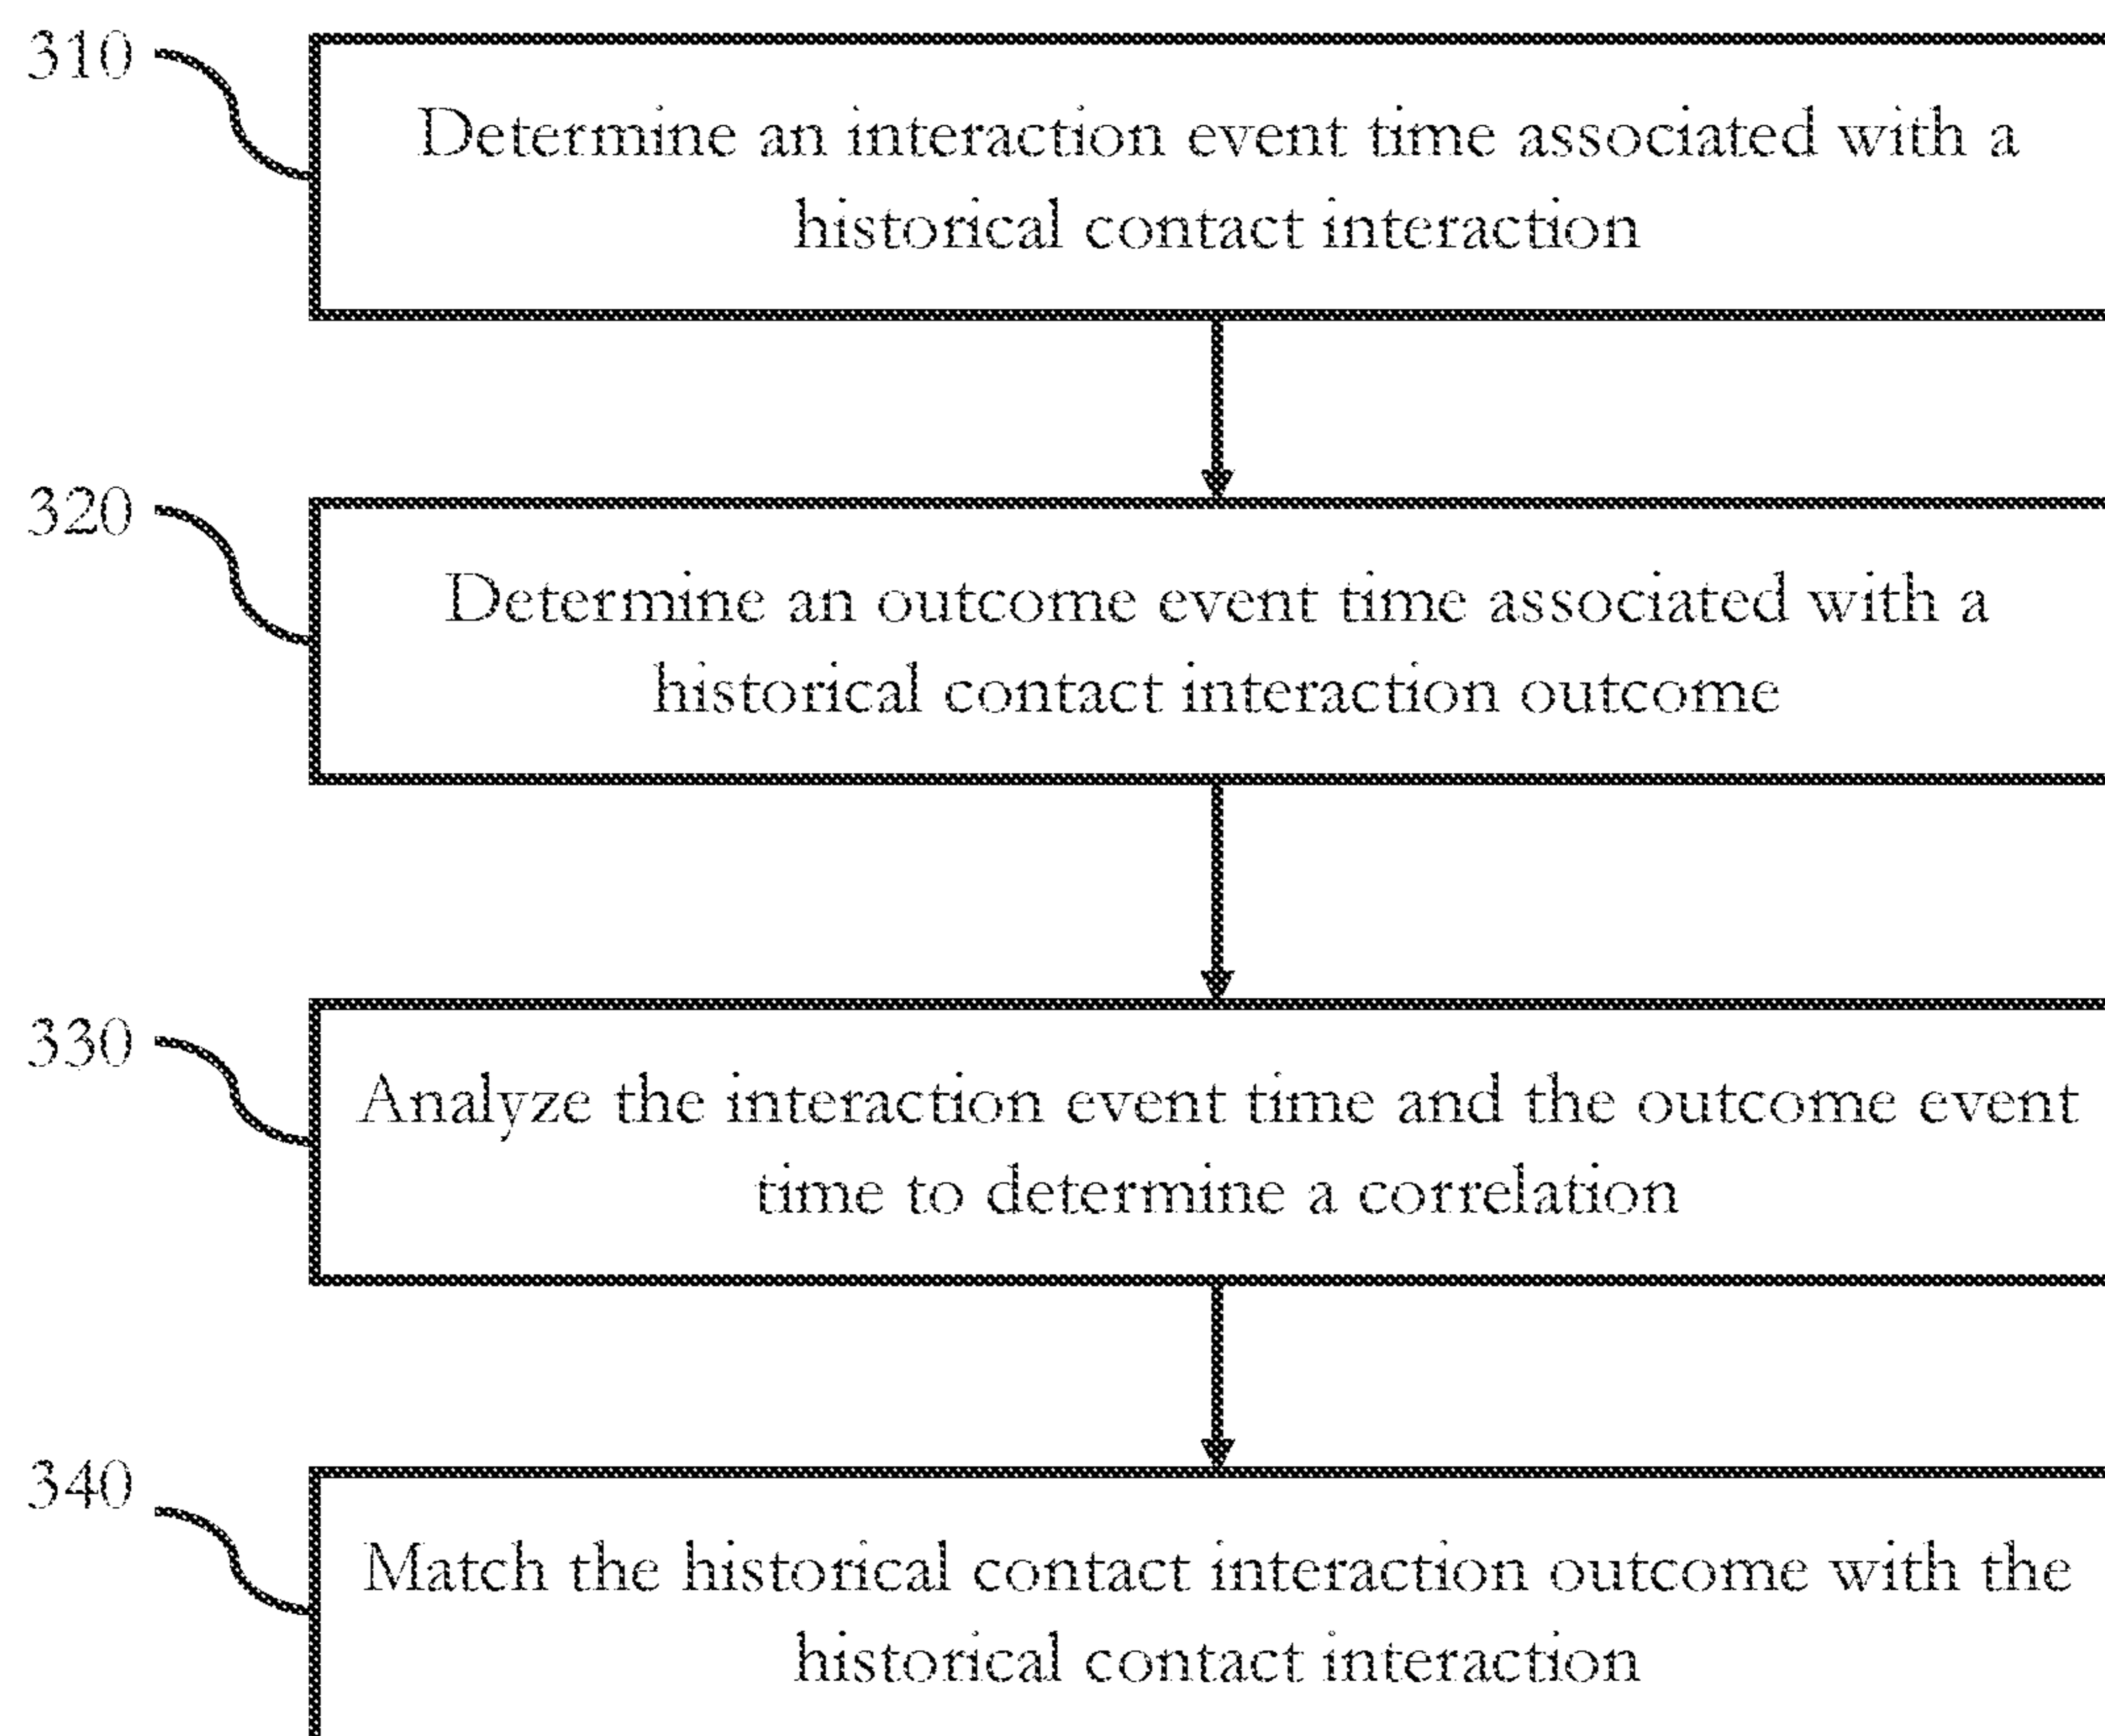 310
Determine an interaction event time associated with a
historical contact interaction
320
Determine an outcome event time associated with a
historical contact interaction outcome
330
Analyze the interaction event time and the outcome event
time to determine a correlation
340
Match the historical contact interaction outcome with the
historical contact interaction